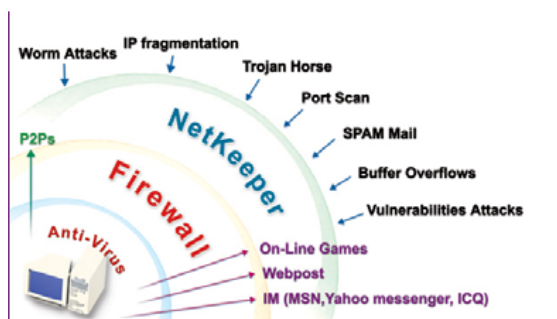 IP fragmentation
Worm Attacks
Trojan Horse
Port Scan
SPAM Mail
Buffer Overflows
Vulnerabilities Attacks
P2Ps
NetKeeper
Firewall
Anti-Virus
On-Line Games
Webpost
IM (MSN,Yahoo messenger, ICQ)